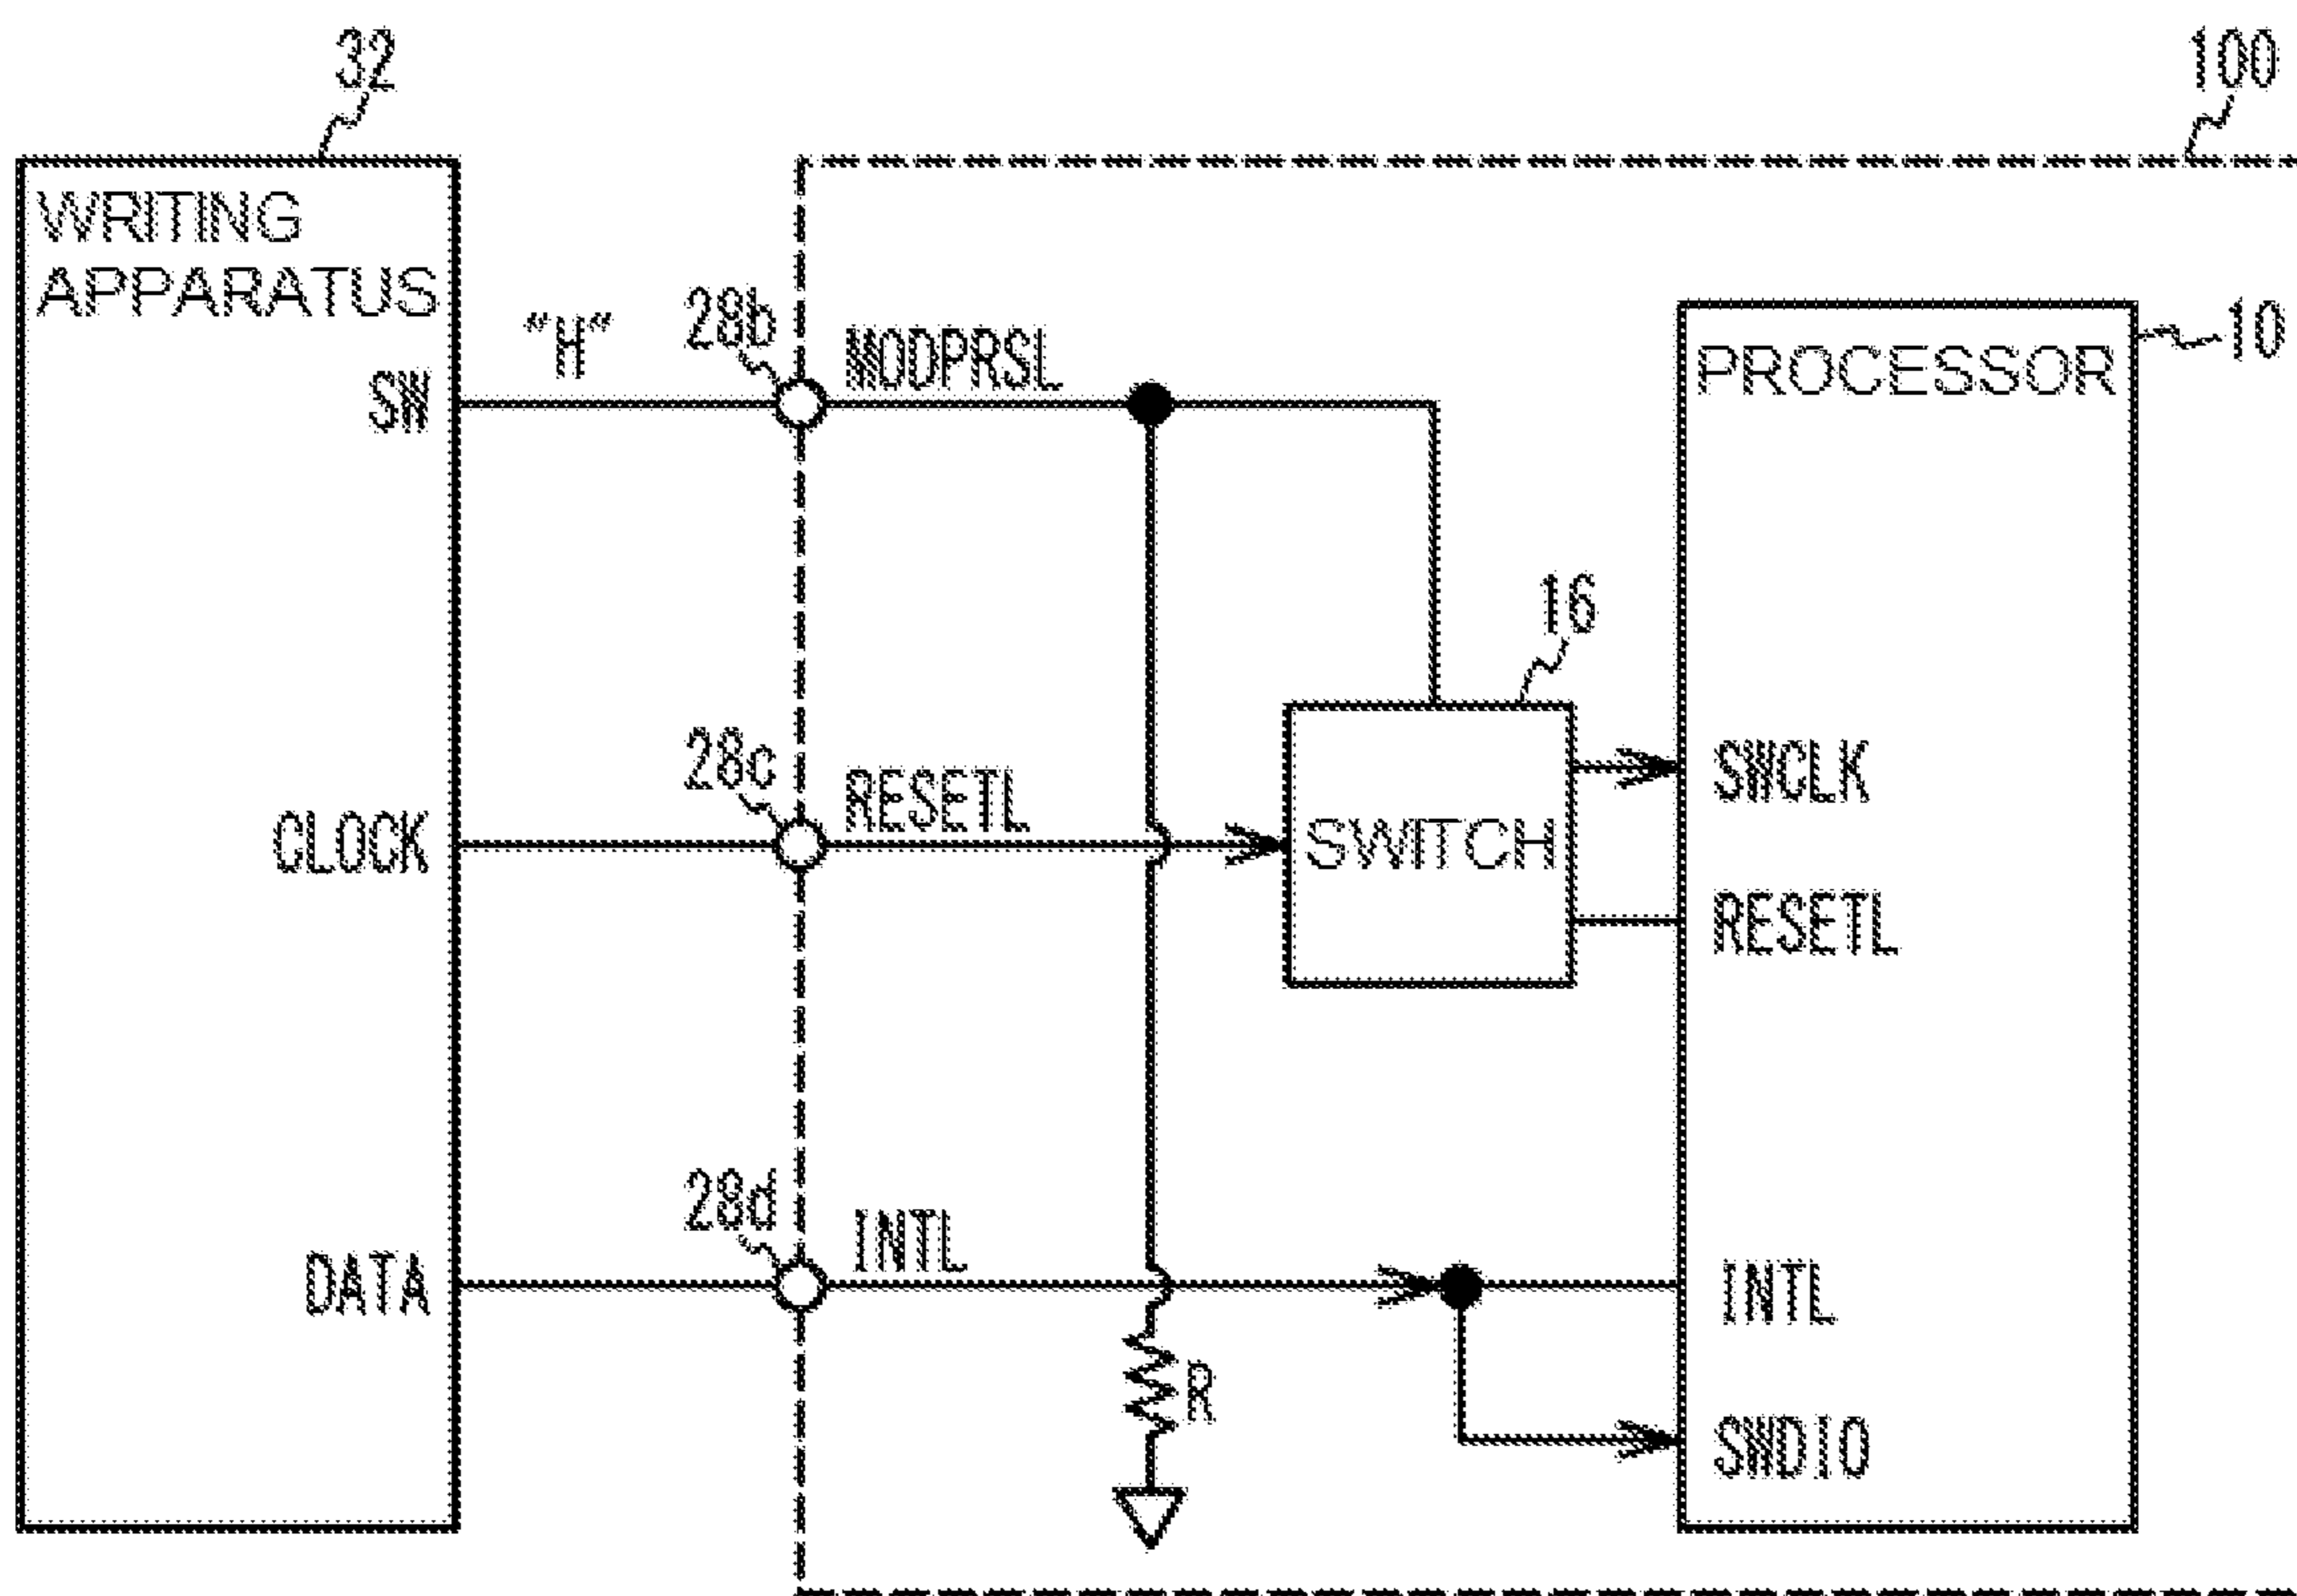 32
100
WRITING
APPARATUS
SW
"H"
28b
MODPRSL
PROCESSOR
10
16
CLOCK
28c
RESETL
SWITCH
SWCLK
RESETL
DATA
28d
INTL
INTL
R
SWDIO